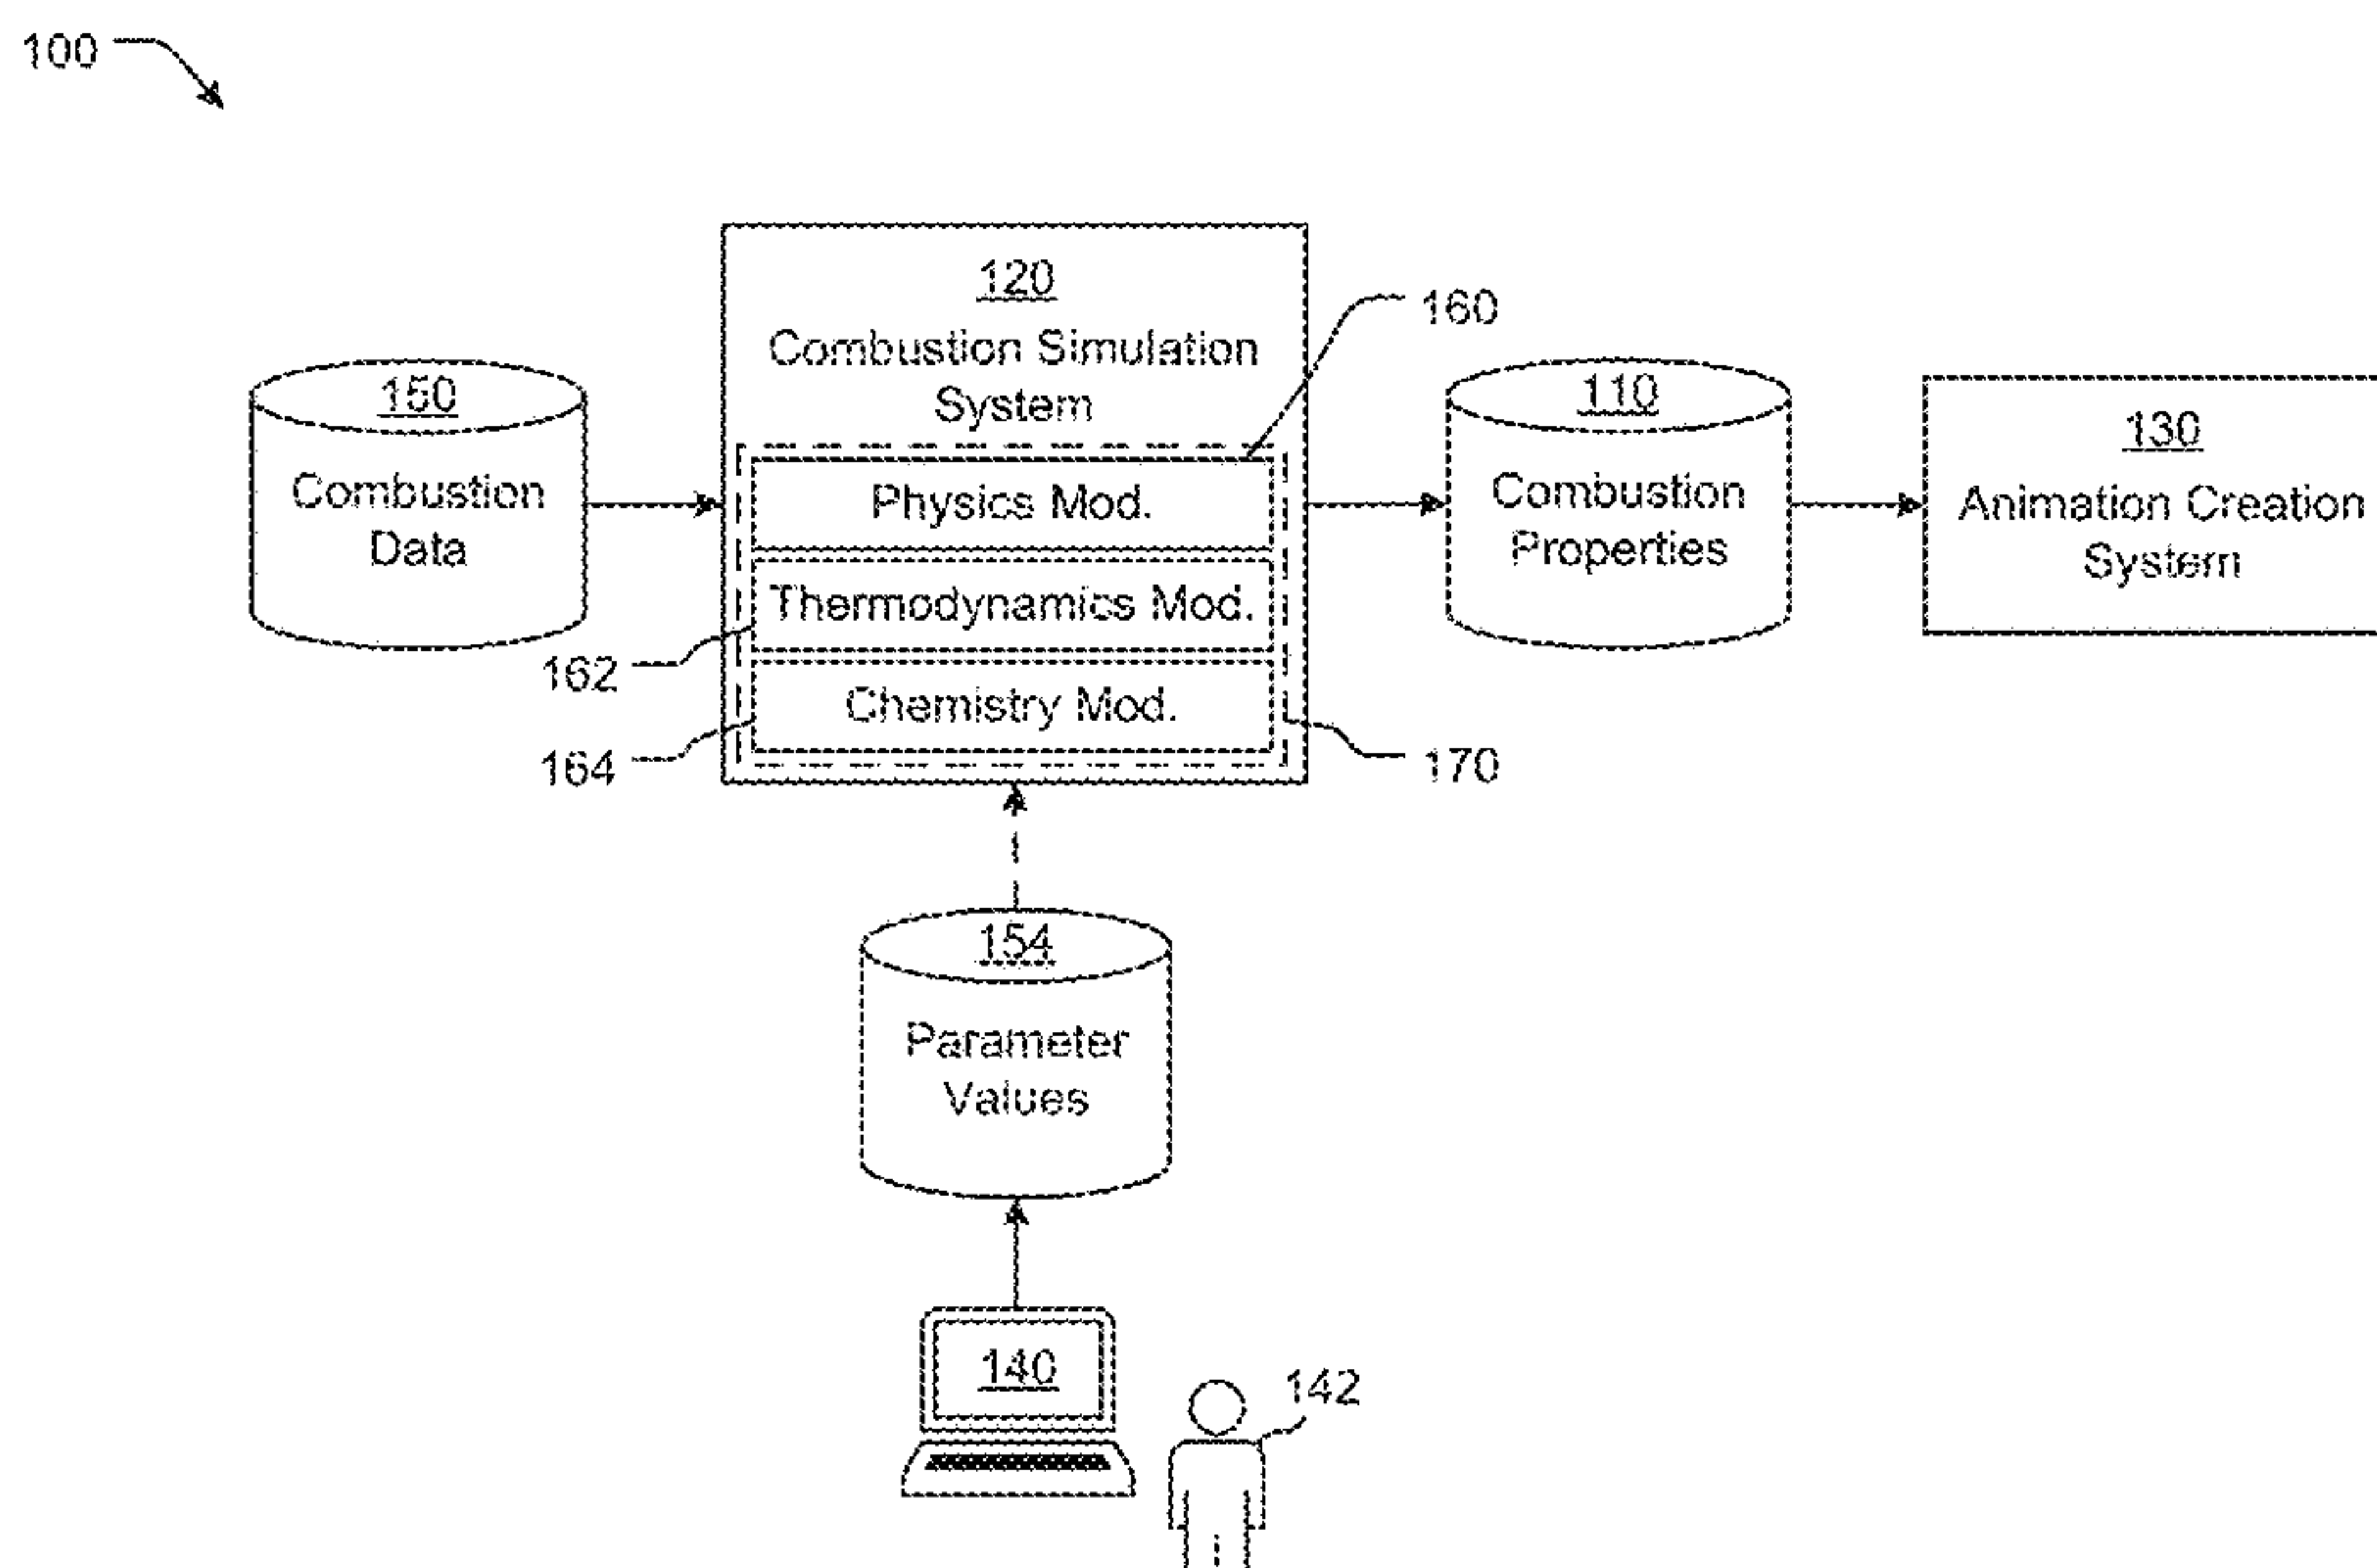 100
120
Combustion Simulation
System
160
150
Combustion
Data
110
Combustion
Properties
130
Animation Creation
System
Physics Mod.
Thermodynamics Mod.
162
Chemistry Mod.
164
170
154
Parameter
Values
140
142